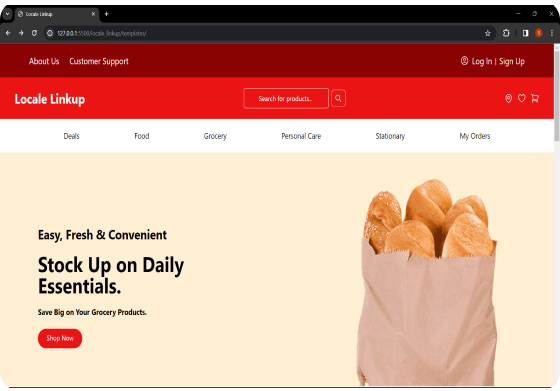 Locale Linkup
127.0.0.1:5500/locale_linkup/templates/
About Us Customer Support Log In | Sign Up
Locale Linkup Search for products..
Deals Food Grocery Personal Care Stationary My Orders
Easy, Fresh & Convenient
Stock Up on Daily
Essentials.
Save Big on Your Grocery Products.
Shop Now